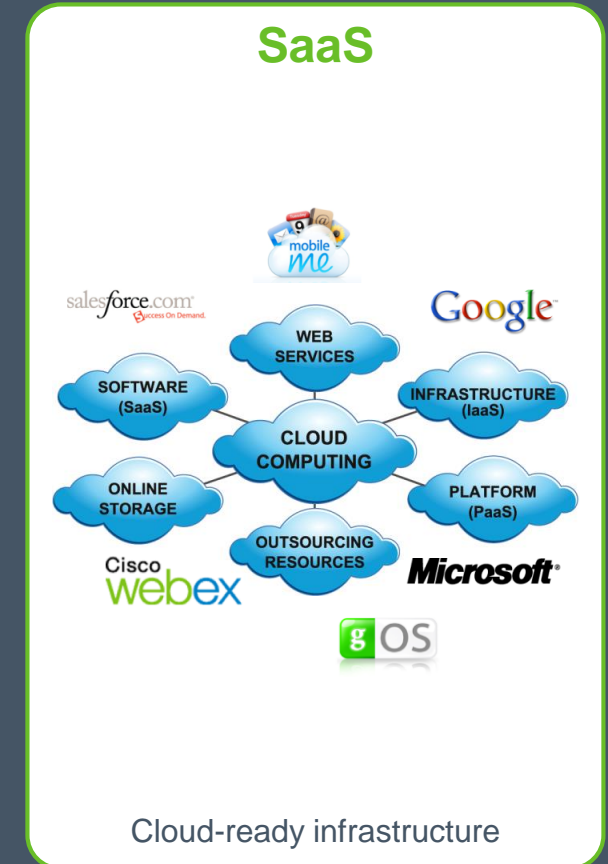 SaaS
mobile
me
salesforce.com
Success On Demand.
Google
WEB
SERVICES
SOFTWARE
(SaaS)
INFRASTRUCTURE
(IaaS)
CLOUD
COMPUTING
ONLINE
STORAGE
PLATFORM
(PaaS)
OUTSOURCING
RESOURCES
Cisco
webex
Microsoft®
g OS
Cloud-ready infrastructure